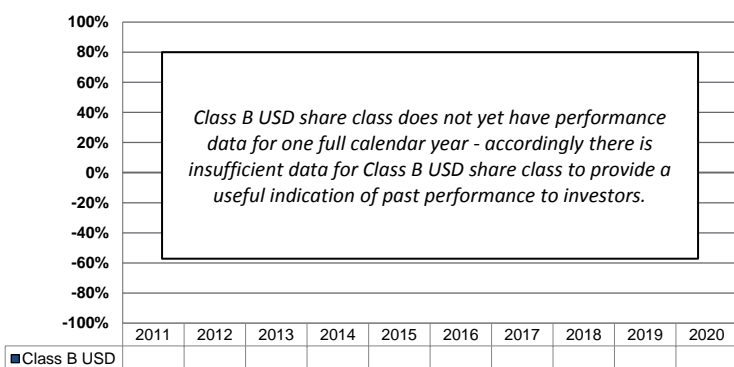 100%
80%
60%
40%
20%
0%
-20%
-40%
-60%
-80%
-100%
Class B USD share class does not yet have performance
data for one full calendar year - accordingly there is
insufficient data for Class B USD share class to provide a
useful indication of past performance to investors.
2011 2012 2013 2014 2015 2016 2017 2018 2019 2020
Class B USD